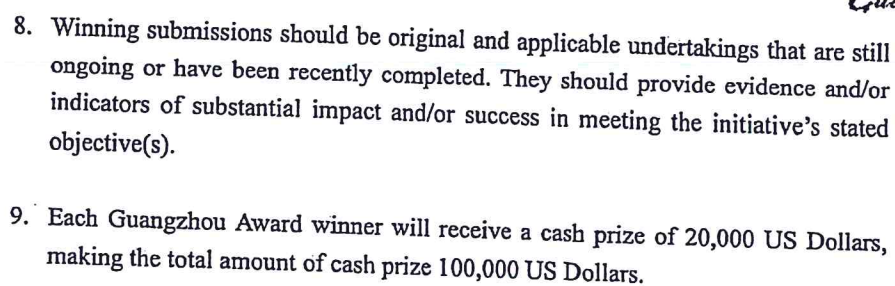 8. Winning submissions should be original and applicable undertakings that are still
ongoing or have been recently completed. They should provide evidence and/or
indicators of substantial impact and/or success in meeting the initiative's stated
objective(s).
9. Each Guangzhou Award winner will receive a cash prize of 20,000 US Dollars,
making the total amount of cash prize 100,000 US Dollars.